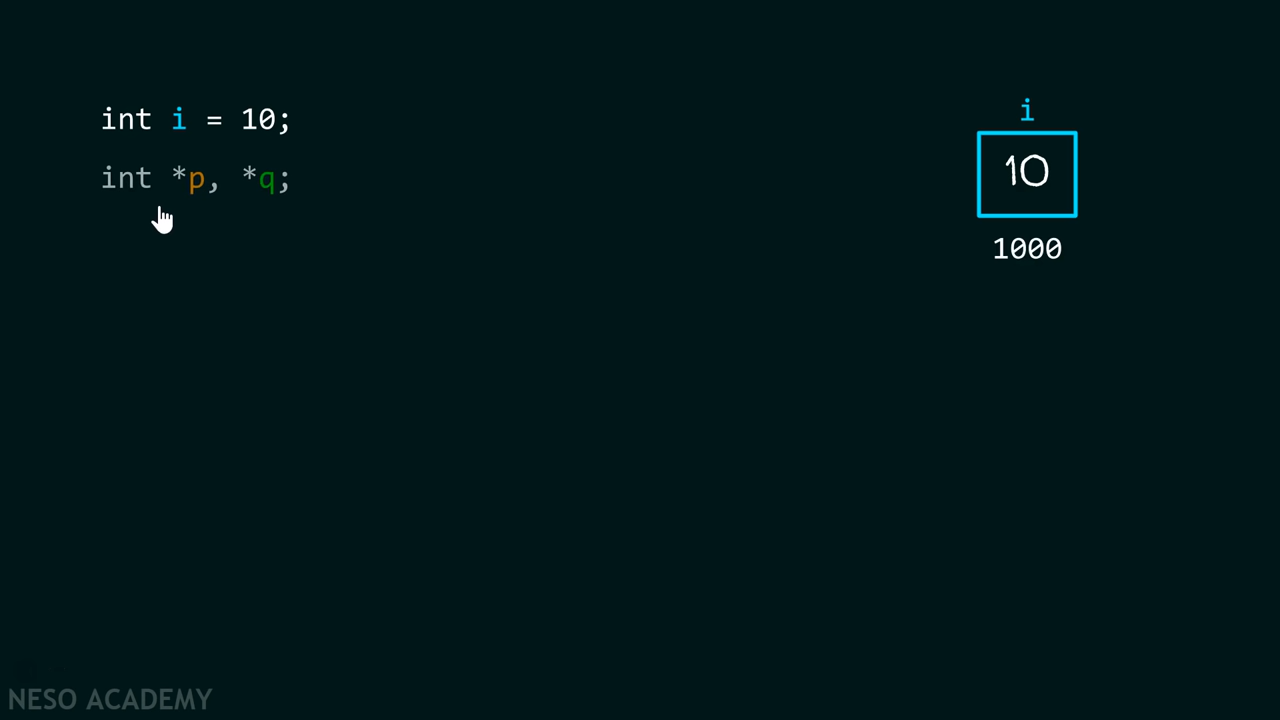 int i = 10;
int *p, *q;
i
10
1000
NESO ACADEMY